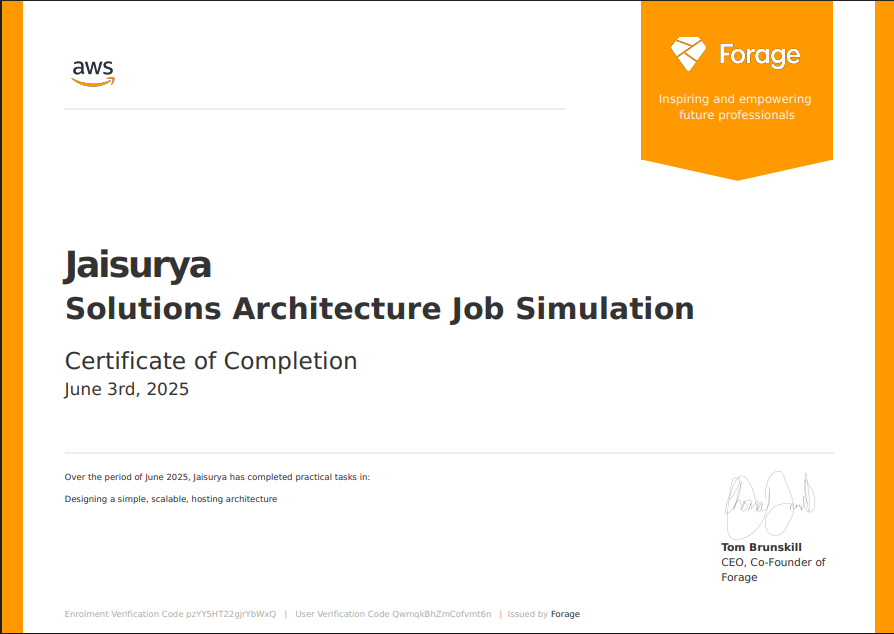 aws
Forage
Inspiring and empowering
future professionals
Jaisurya
Solutions Architecture Job Simulation
Certificate of Completion
June 3rd, 2025
Over the period of June 2025, Jaisurya has completed practical tasks in:
Designing a simple, scalable, hosting architecture
Tom Brunskill
CEO, Co-Founder of
Forage
Enrolment Verification Code pzYY5HT22gjrYbWxQ | User Verification Code QwmqkBhZmCofvmt6n | Issued by Forage